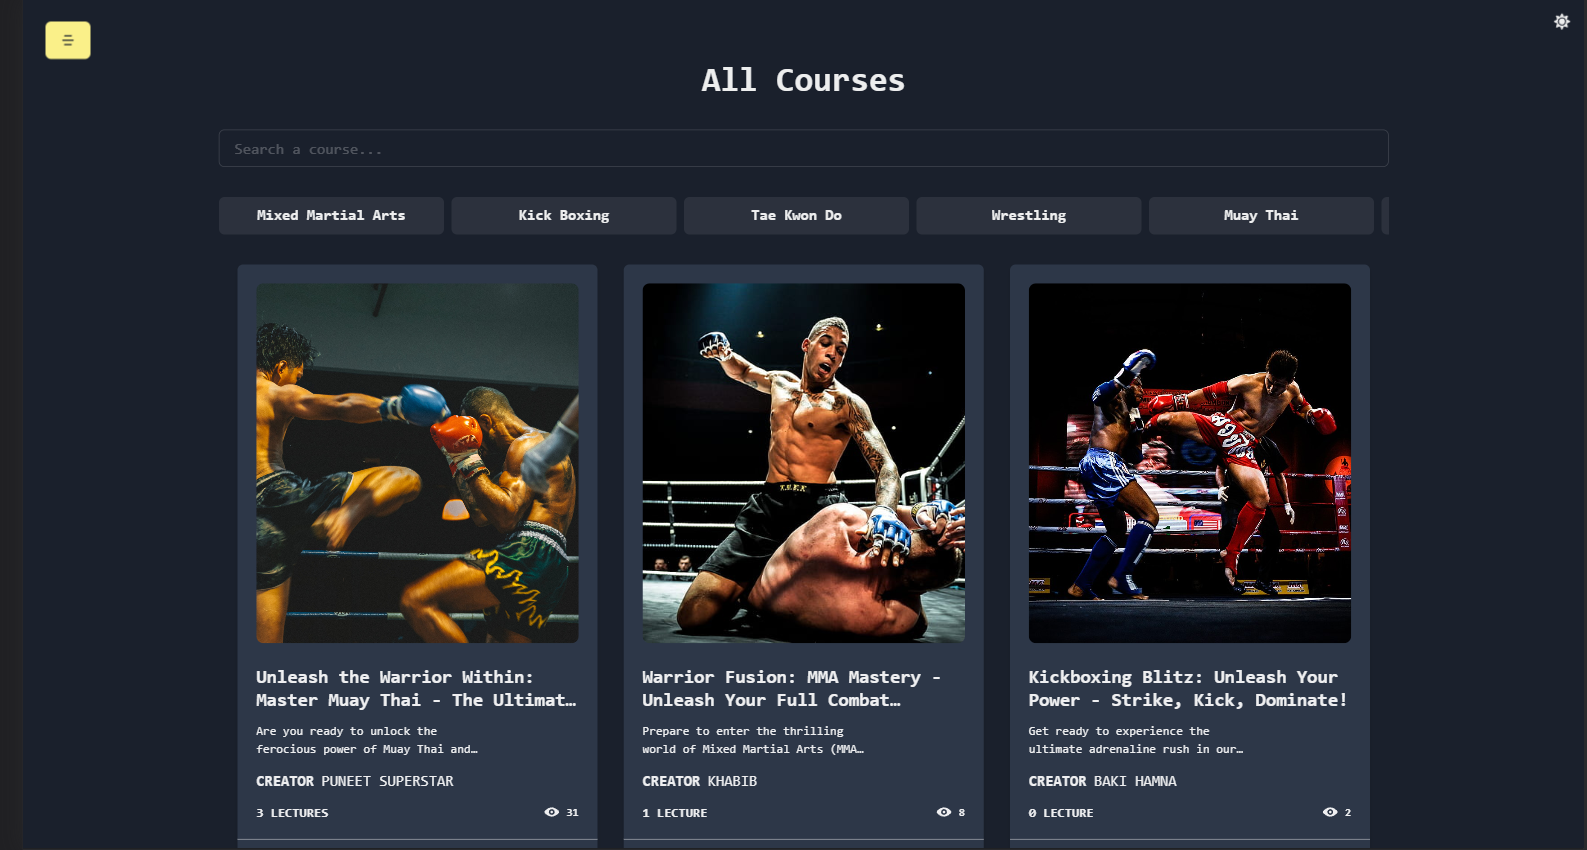 All Courses
Search a course...
Mixed Martial Arts
Kick Boxing
Tae Kwon Do
Wrestling
Muay Thai
Unleash the Warrior Within:
Master Muay Thai - The Ultimat…
Are you ready to unlock the
ferocious power of Muay Thai and…
CREATOR PUNEET SUPERSTAR
3 LECTURES 31
Warrior Fusion: MMA Mastery -
Unleash Your Full Combat…
Prepare to enter the thrilling
world of Mixed Martial Arts (MMA…
CREATOR KHABIB
1 LECTURE 8
Kickboxing Blitz: Unleash Your
Power - Strike, Kick, Dominate!
Get ready to experience the
ultimate adrenaline rush in our…
CREATOR BAKI HAMNA
0 LECTURE 2